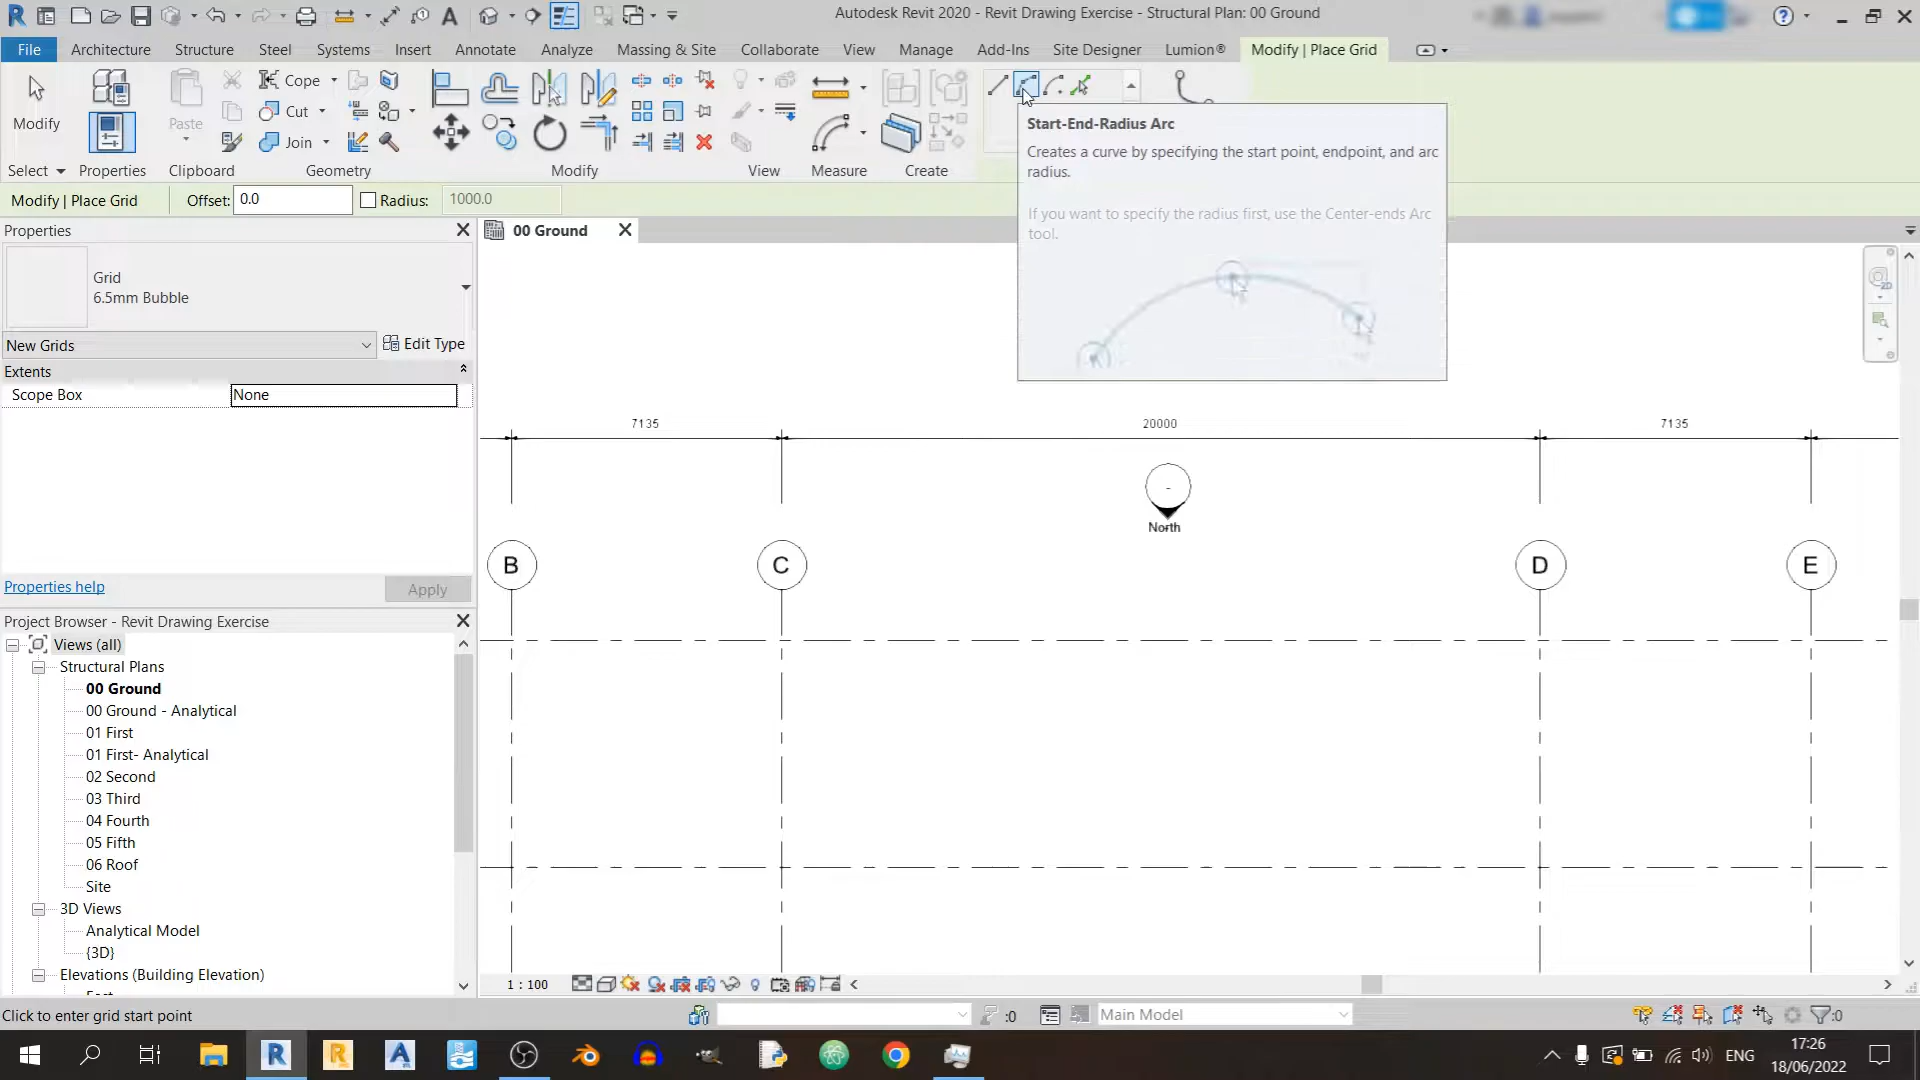 Autodesk Revit 2020 - Revit Drawing Exercise - Structural Plan: 00 Ground
File Architecture Structure Steel Systems Insert Annotate Analyze Massing & Site Collaborate View Manage Add-Ins Site Designer Lumion® Modify | Place Grid
Modify Paste Cope Cut Join
Select Properties Clipboard Geometry Modify View Measure Create
Start-End-Radius Arc
Creates a curve by specifying the start point, endpoint, and arc
radius.
If you want to specify the radius first, use the Center-ends Arc
tool.
Modify | Place Grid Offset: 0.0 Radius: 1000.0
Properties
00 Ground
Grid
6.5mm Bubble
New Grids Edit Type
Extents
Scope Box None
Properties help Apply
7135 20000 7135
-
North
B C D E
Project Browser - Revit Drawing Exercise
Views (all)
Structural Plans
00 Ground
00 Ground - Analytical
01 First
01 First- Analytical
02 Second
03 Third
04 Fourth
05 Fifth
06 Roof
Site
3D Views
Analytical Model
{3D}
Elevations (Building Elevation)
1 : 100
Click to enter grid start point :0 Main Model :0
ENG 17:26
18/06/2022